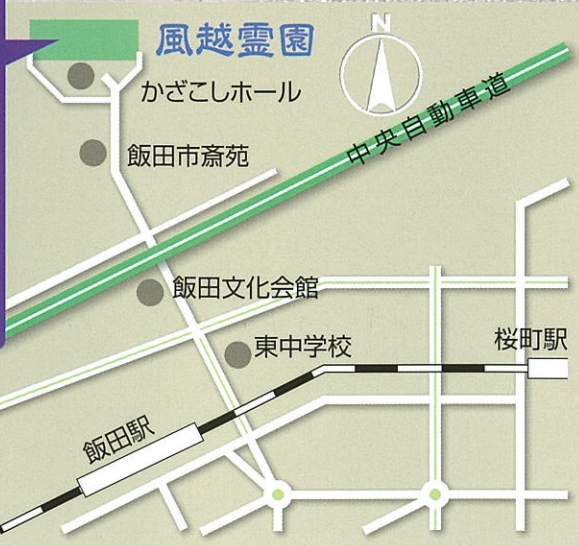 風越霊園
N
かざこしホール
飯田市斎苑
中央自動車道
飯田文化会館
東中学校
桜町駅
飯田駅